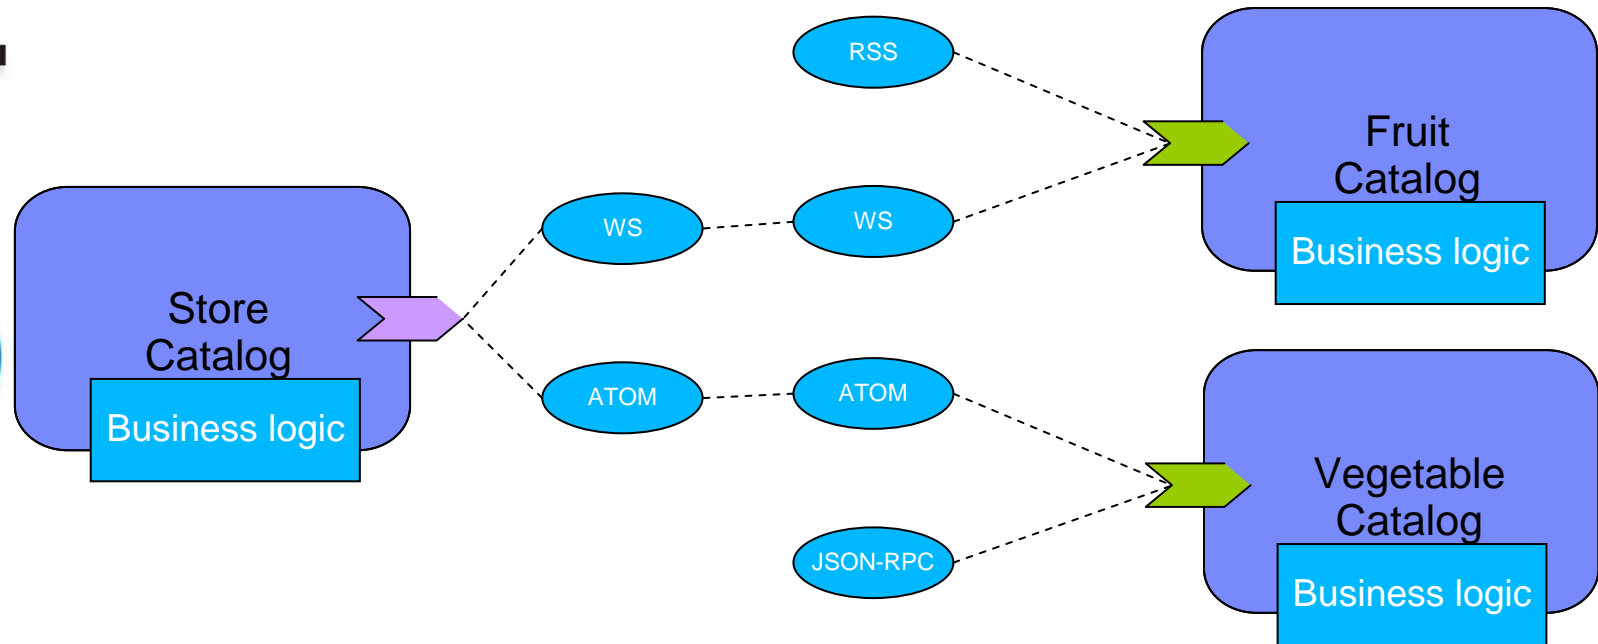 RSS
Fruit
Catalog
Business logic
WS
WS
Store
Catalog
Business logic
ATOM
ATOM
Vegetable
Catalog
Business logic
JSON-RPC